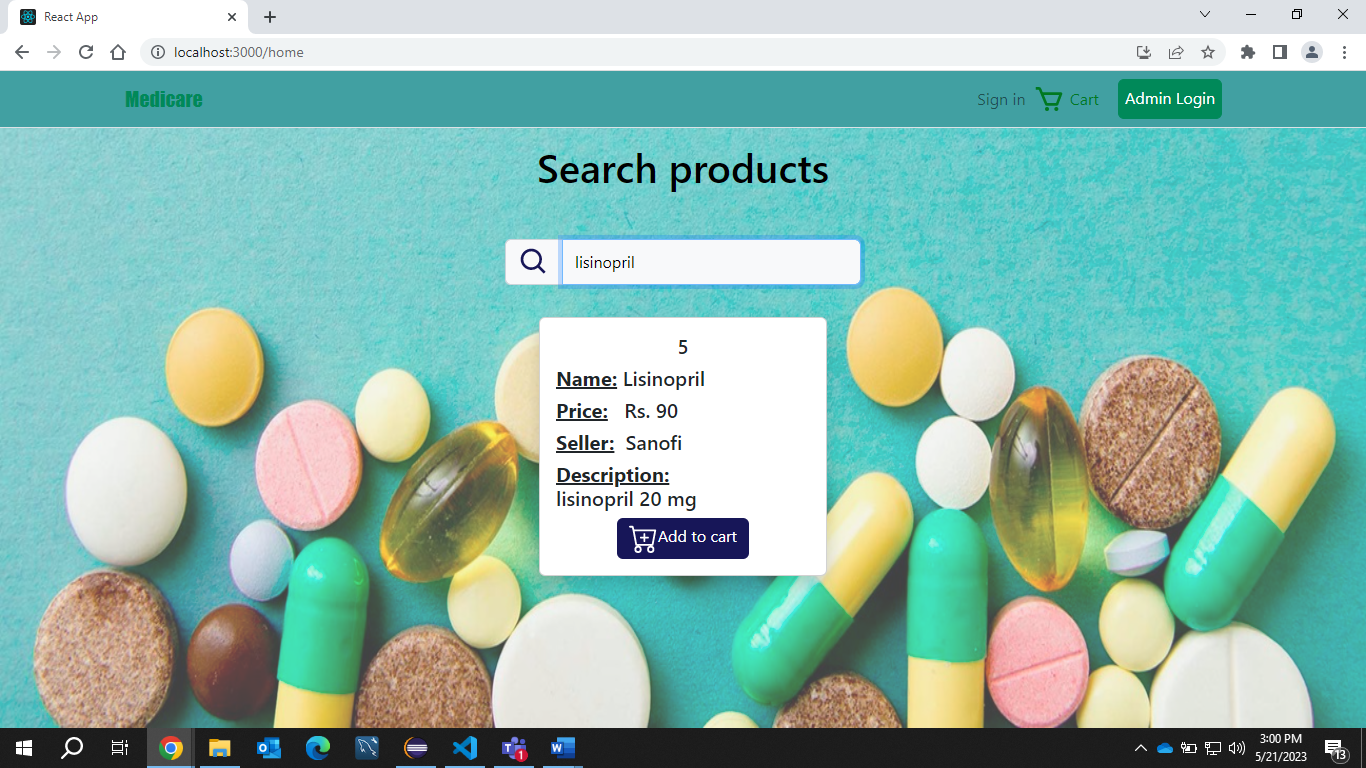 React App
localhost:3000/home
Medicare
Sign in Cart Admin Login
Search products
lisinopril
5
Name: Lisinopril
Price: Rs. 90
Seller: Sanofi
Description:
lisinopril 20 mg
Add to cart
1
3:00 PM
5/21/2023
13